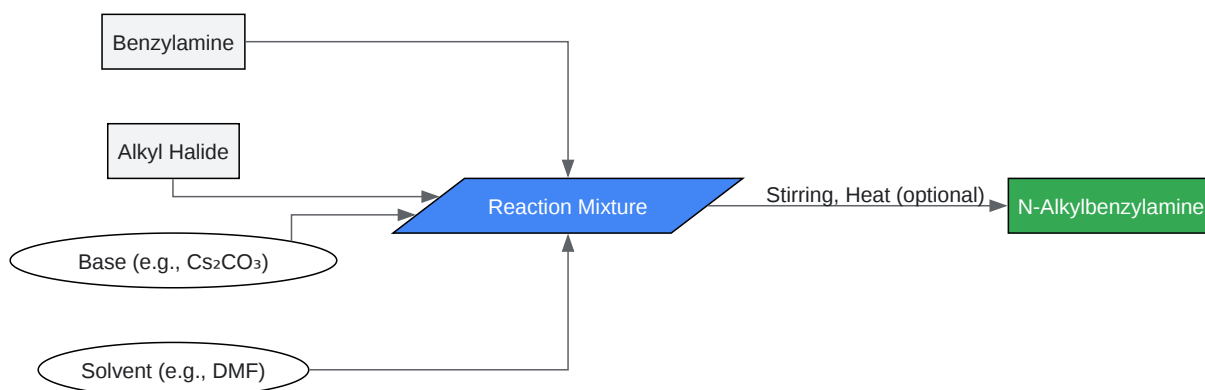 Benzylamine
Alkyl Halide
Reaction Mixture
Stirring, Heat (optional)
N-Alkylbenzylamine
Base (e.g., Cs₂CO₃)
Solvent (e.g., DMF)